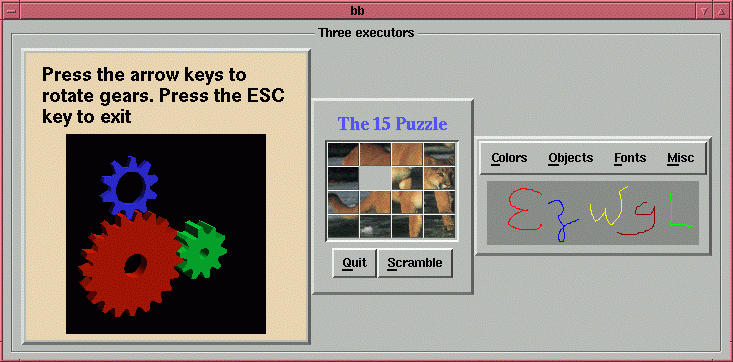 bb
Three executors
Press the arrow keys to
rotate gears. Press the ESC
key to exit
The 15 Puzzle
Quit Scramble
Colors Objects Fonts Misc
E z w g L